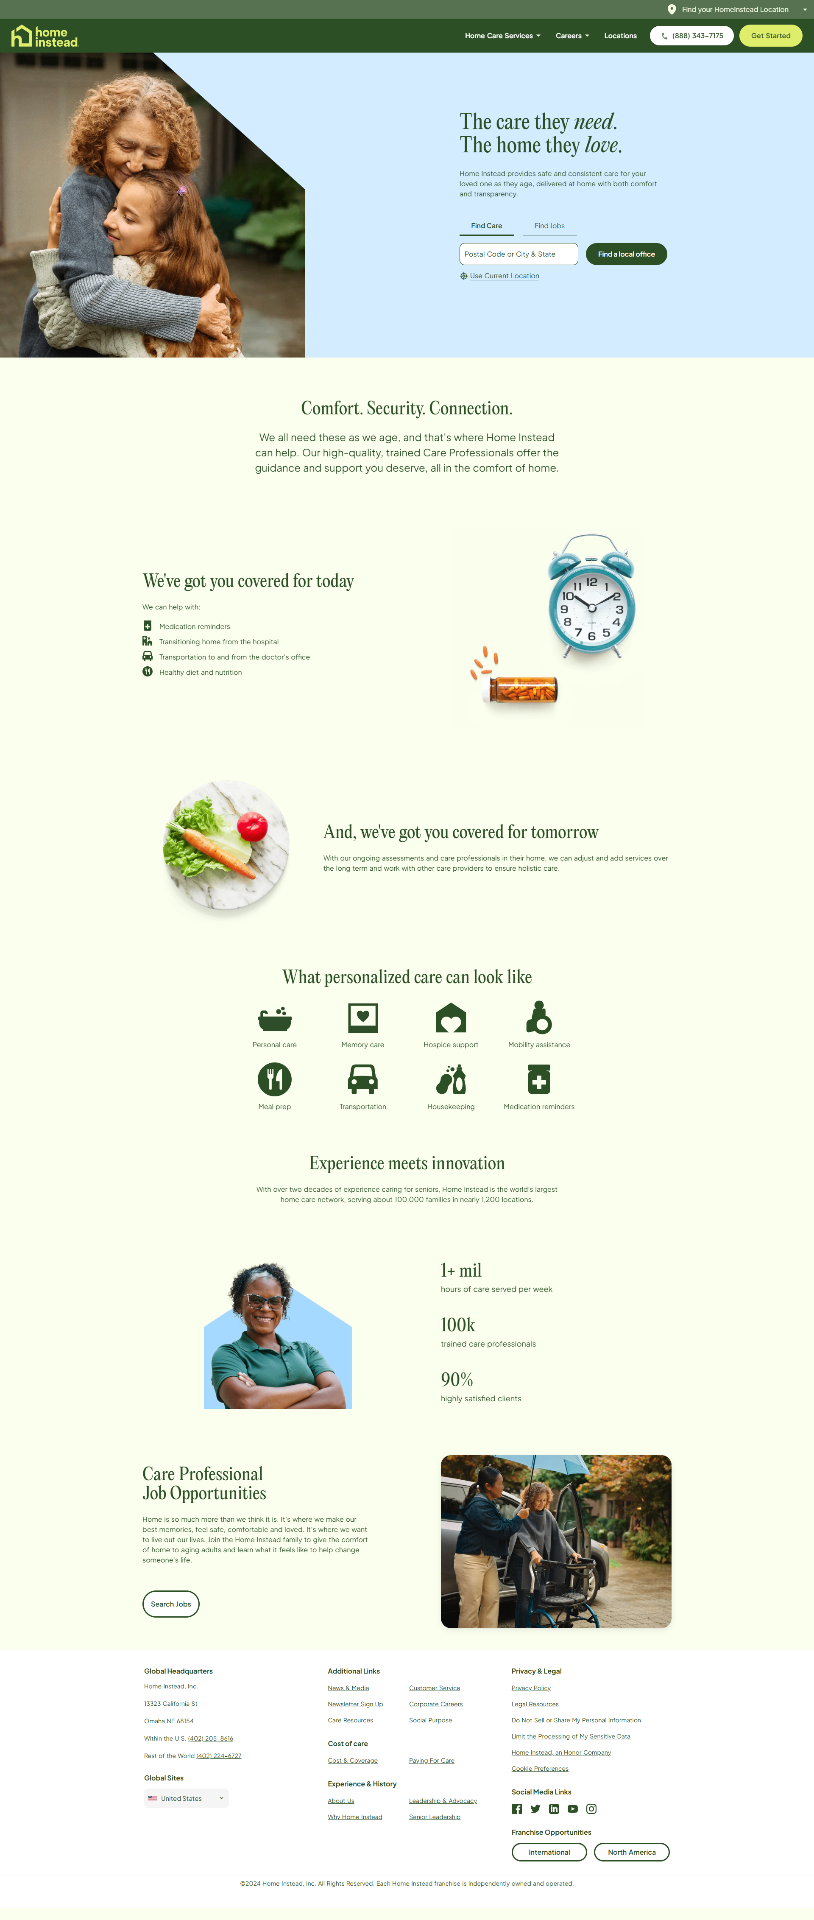 Find your HomeInstead Location
home
instead
Home Care Services
Careers
Locations
(888) 343-7175
Get Started
The care they need.
The home they love.
Home Instead provides safe and consistent care for your
loved one as they age, delivered at home with both comfort
and transparency.
Find Care
Find Jobs
Postal Code or City & State
Find a local office
Use Current Location
Comfort. Security. Connection.
We all need these as we age, and that's where Home Instead
can help. Our high-quality, trained Care Professionals offer the
guidance and support you deserve, all in the comfort of home.
We've got you covered for today
We can help with:
Medication reminders
Transitioning home from the hospital
Transportation to and from the doctor's office
Healthy diet and nutrition
12
1
2
3
4
5
6
7
8
9
10
11
And, we've got you covered for tomorrow
With our ongoing assessments and care professionals in their home, we can adjust and add services over
the long term and work with other care providers to ensure holistic care.
What personalized care can look like
Personal care
Memory care
Hospice support
Mobility assistance
Meal prep
Transportation
Housekeeping
Medication reminders
Experience meets innovation
With over two decades of experience caring for seniors, Home Instead is the world's largest
home care network, serving about 100,000 families in nearly 1,200 locations.
1+ mil
hours of care served per week
100k
trained care professionals
90%
highly satisfied clients
Care Professional
Job Opportunities
Home is so much more than we think it is. It's where we make our
best memories, feel safe, comfortable and loved. It's where we want
to live out our lives. Join the Home Instead family to give the comfort
of home to aging adults and learn what it feels like to help change
someone's life.
Search Jobs
Global Headquarters
Home Instead, Inc.
13323 California St
Omaha NE 68154
Within the U.S. (402) 205-8616
Rest of the World (402) 224-6727
Global Sites
United States
Additional Links
News & Media
Customer Service
Newsletter Sign Up
Corporate Careers
Care Resources
Social Purpose
Cost of care
Cost & Coverage
Paying For Care
Experience & History
About Us
Leadership & Advocacy
Why Home Instead
Senior Leadership
Privacy & Legal
Privacy Policy
Legal Resources
Do Not Sell or Share My Personal Information
Limit the Processing of My Sensitive Data
Home Instead, an Honor Company
Cookie Preferences
Social Media Links
Franchise Opportunities
International
North America
©2024 Home Instead, Inc. All Rights Reserved. Each Home Instead franchise is independently owned and operated.